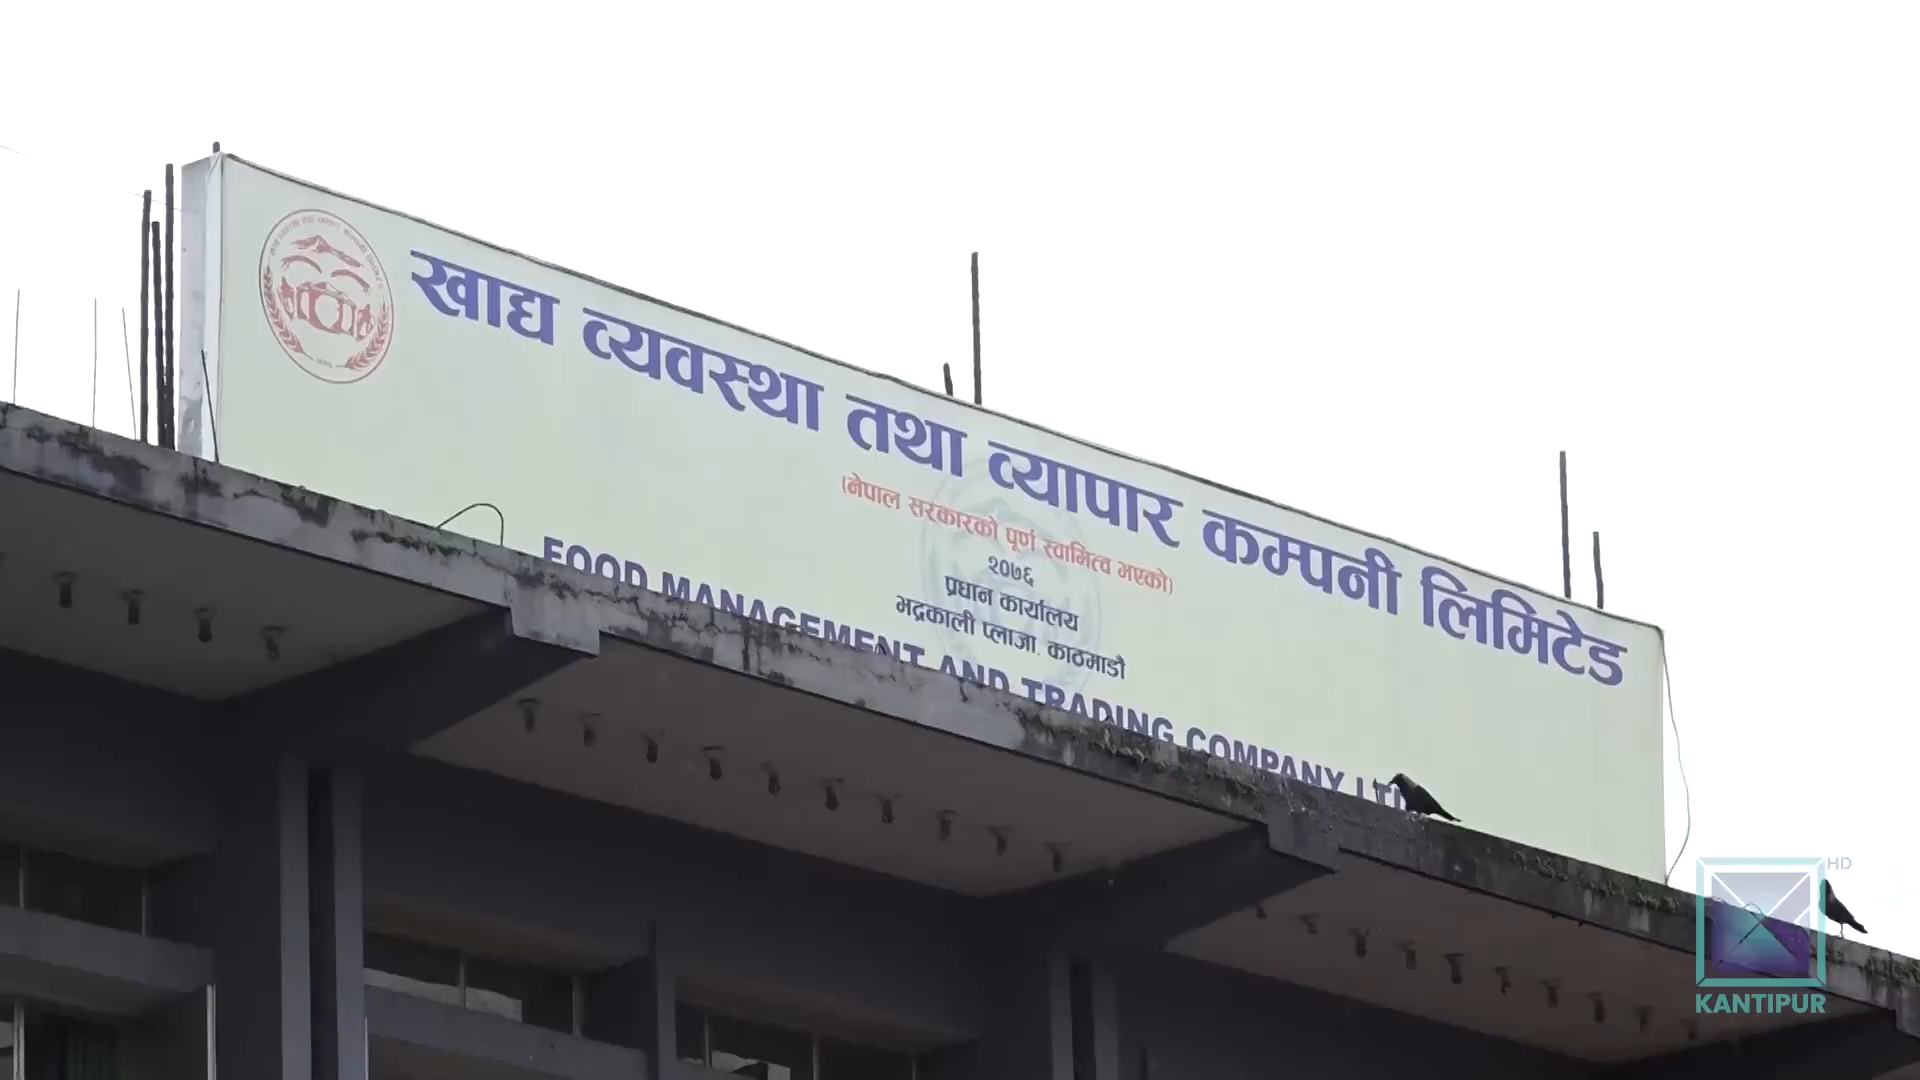 खाद्य व्यवस्था तथा व्यापार कम्पनी लिमिटेड
(नेपाल सरकारको पूर्ण स्वामित्व भएको)
२०७६
प्रधान कार्यालय
भद्रकाली प्लाजा, काठमाडौं
FOOD MANAGEMENT AND TRADING COMPANY LTD
HD
KANTIPUR